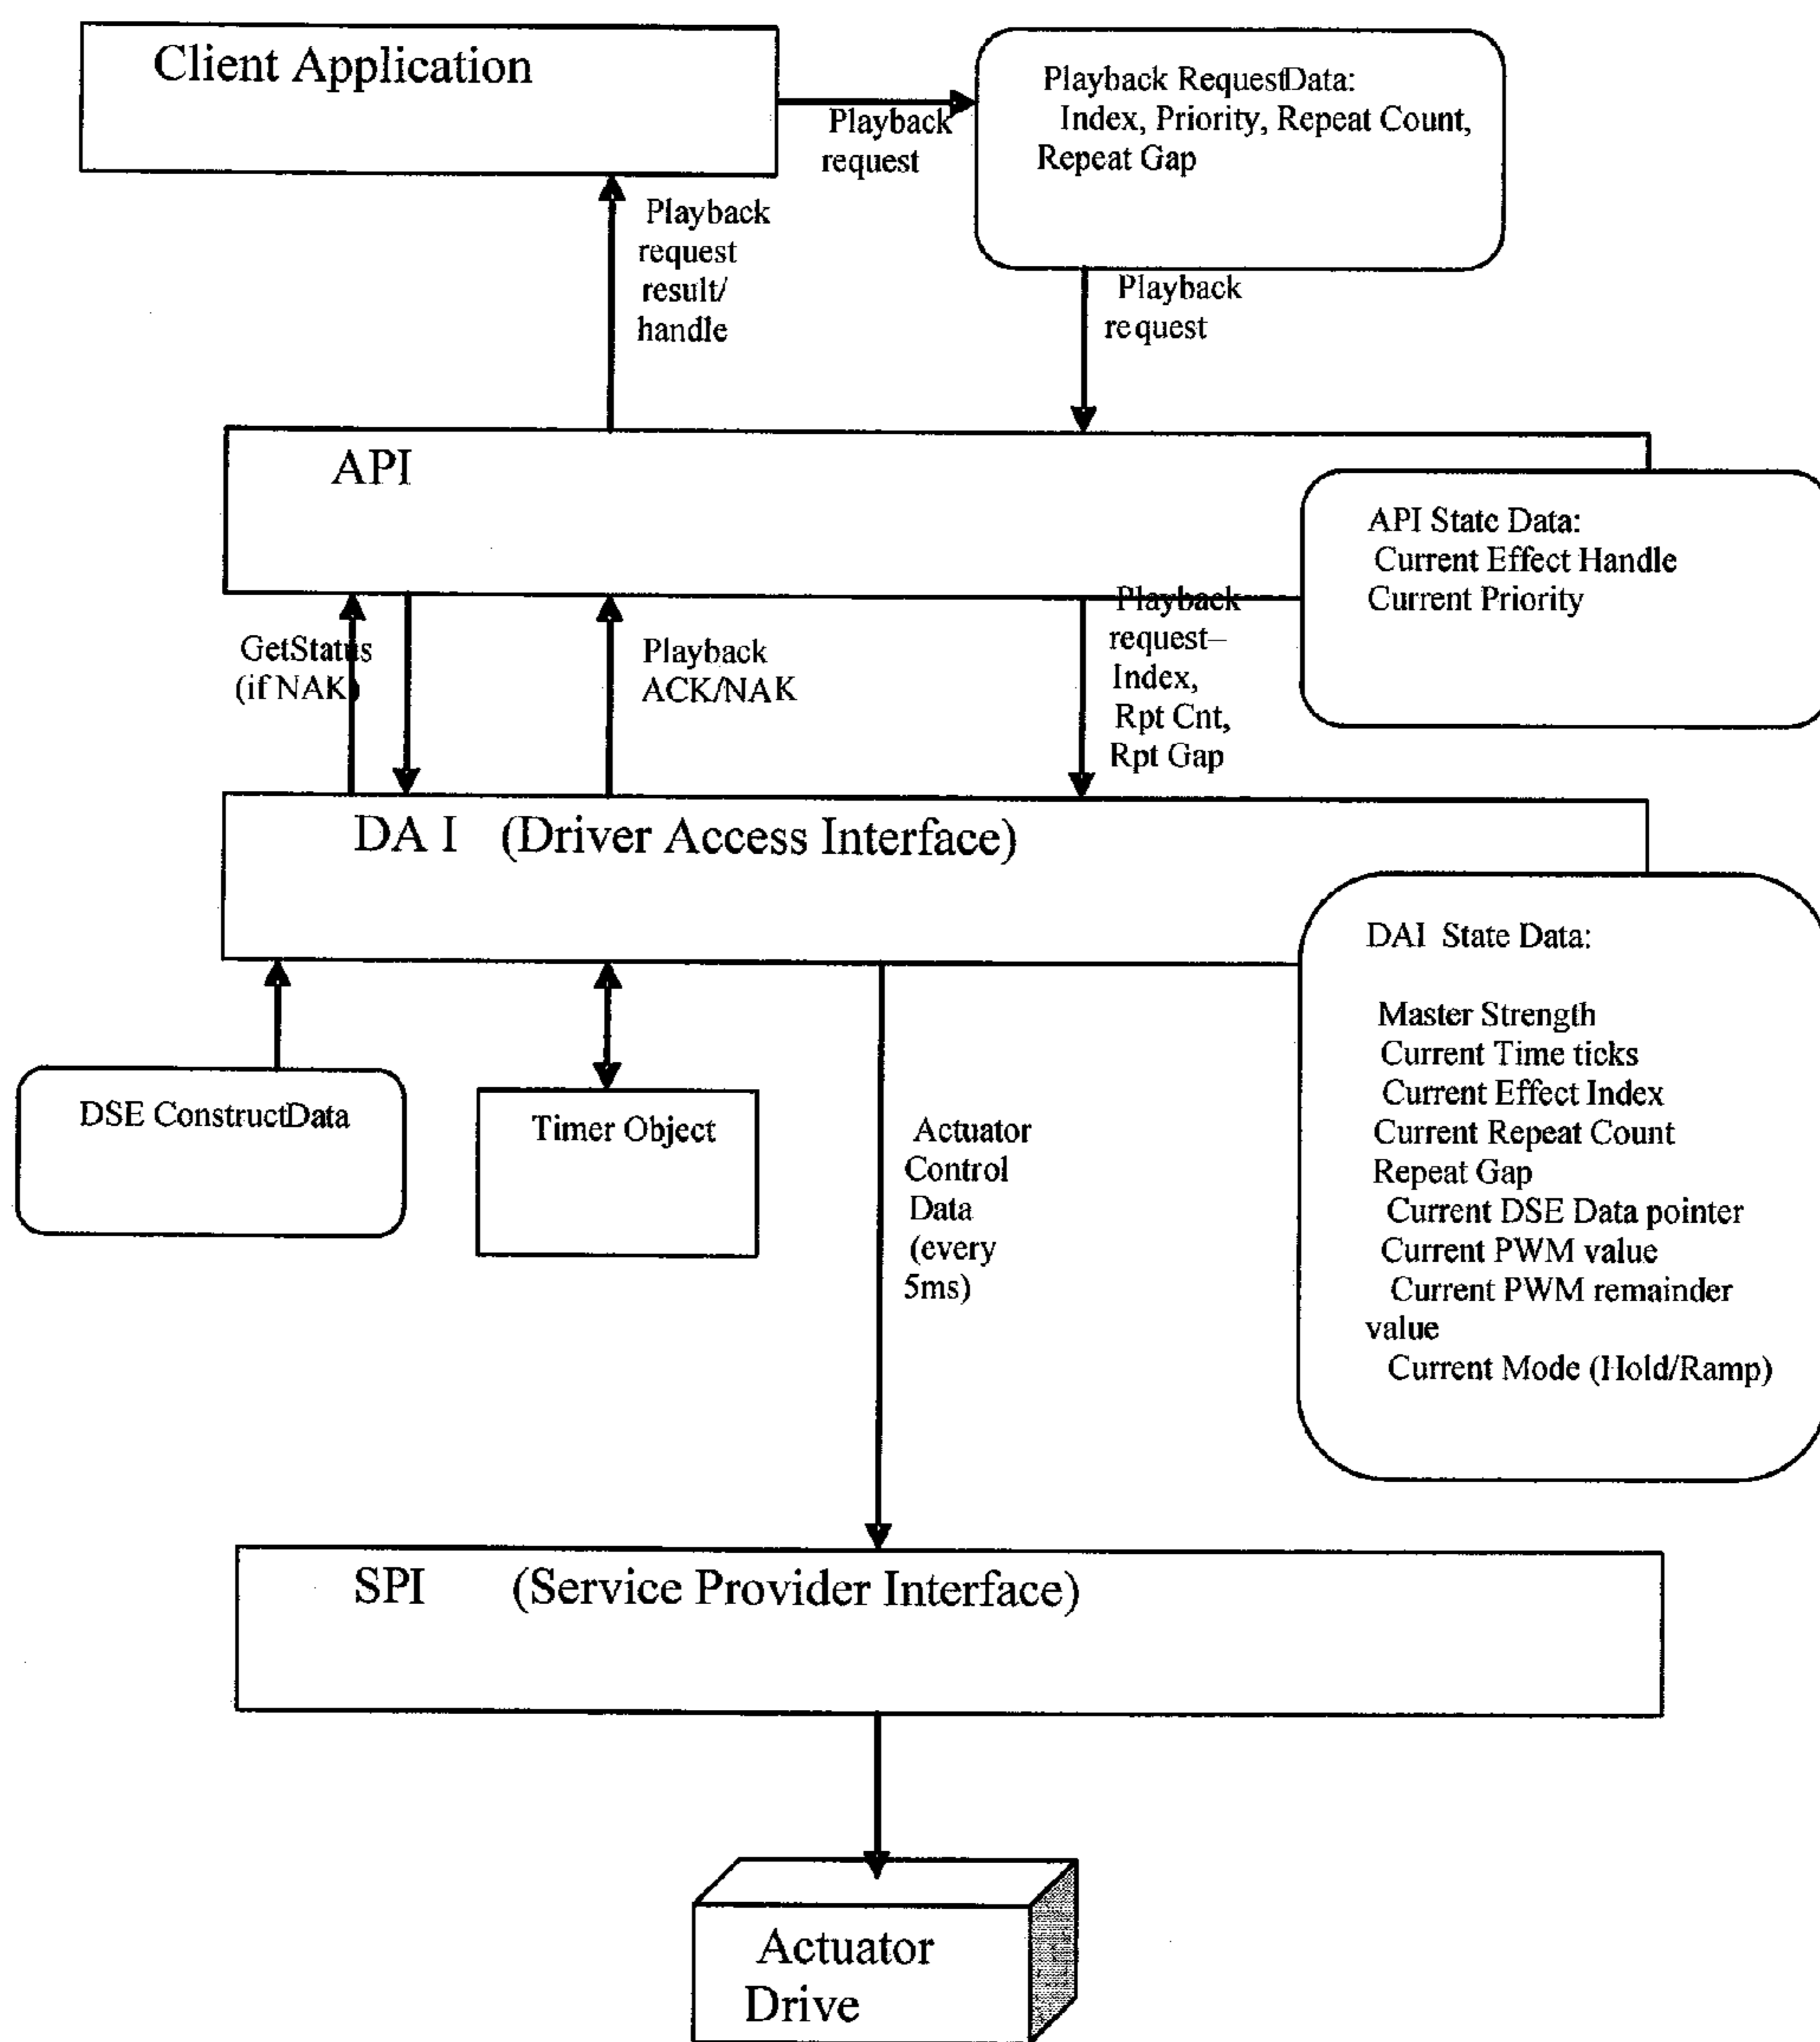 Client Application
Playback RequestData:
Index, Priority, Repeat Count,
Repeat Gap
Playback
request
Playback
request
result/
handle
Playback
request
API
API State Data:
Current Effect Handle
Current Priority
GetStatus
(if NAK)
Playback
ACK/NAK
Playback
request–
Index,
Rpt Cnt,
Rpt Gap
DA I (Driver Access Interface)
DAI State Data:
Master Strength
Current Time ticks
Current Effect Index
Current Repeat Count
Repeat Gap
Current DSE Data pointer
Current PWM value
Current PWM remainder
value
Current Mode (Hold/Ramp)
DSE ConstructData
Timer Object
Actuator
Control
Data
(every
5ms)
SPI (Service Provider Interface)
Actuator
Drive